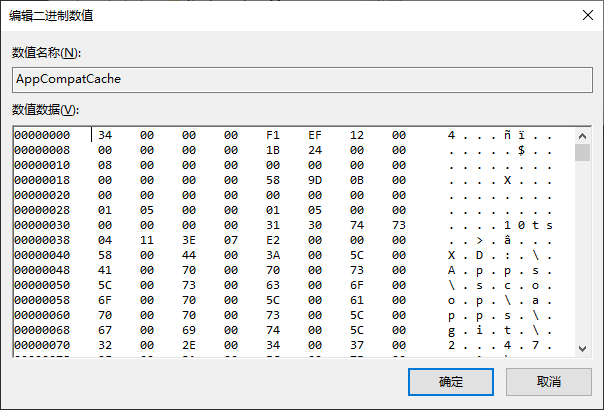 编辑二进制数值
数值名称(N):
AppCompatCache
数值数据(V):
00000000 34 00 00 00 F1 EF 12 00 4 . . . ñ ï . .
00000008 00 00 00 00 1B 24 00 00 . . . . . $ . .
00000010 08 00 00 00 00 00 00 00 . . . . . . . .
00000018 00 00 00 00 58 9D 0B 00 . . . . X . . .
00000020 00 00 00 00 00 00 00 00 . . . . . . . .
00000028 01 05 00 00 01 05 00 00 . . . . . . . .
00000030 00 00 00 00 31 30 74 73 . . . . 1 0 t s
00000038 04 11 3E 07 E2 00 00 00 . . > . â . . .
00000040 58 00 44 00 3A 00 5C 00 X . D . : . \ .
00000048 41 00 70 00 70 00 73 00 A . p . p . s .
00000050 5C 00 73 00 63 00 6F 00 \ . s . c . o .
00000058 6F 00 70 00 5C 00 61 00 o . p . \ . a .
00000060 70 00 70 00 73 00 5C 00 p . p . s . \ .
00000068 67 00 69 00 74 00 5C 00 g . i . t . \ .
00000070 32 00 2E 00 34 00 37 00 2 . . . 4 . 7 .
确定 取消